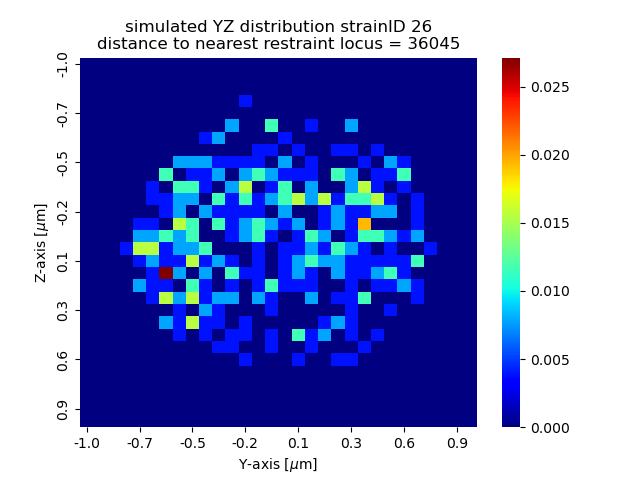 simulated YZ distribution strainID 26
distance to nearest restraint locus = 36045
-1.0
-0.7
-0.5
-0.2
0.1
0.3
0.6
0.9
Z-axis [μm]
-1.0 -0.7 -0.5 -0.2 0.1 0.3 0.6 0.9
Y-axis [μm]
0.025
0.020
0.015
0.010
0.005
0.000